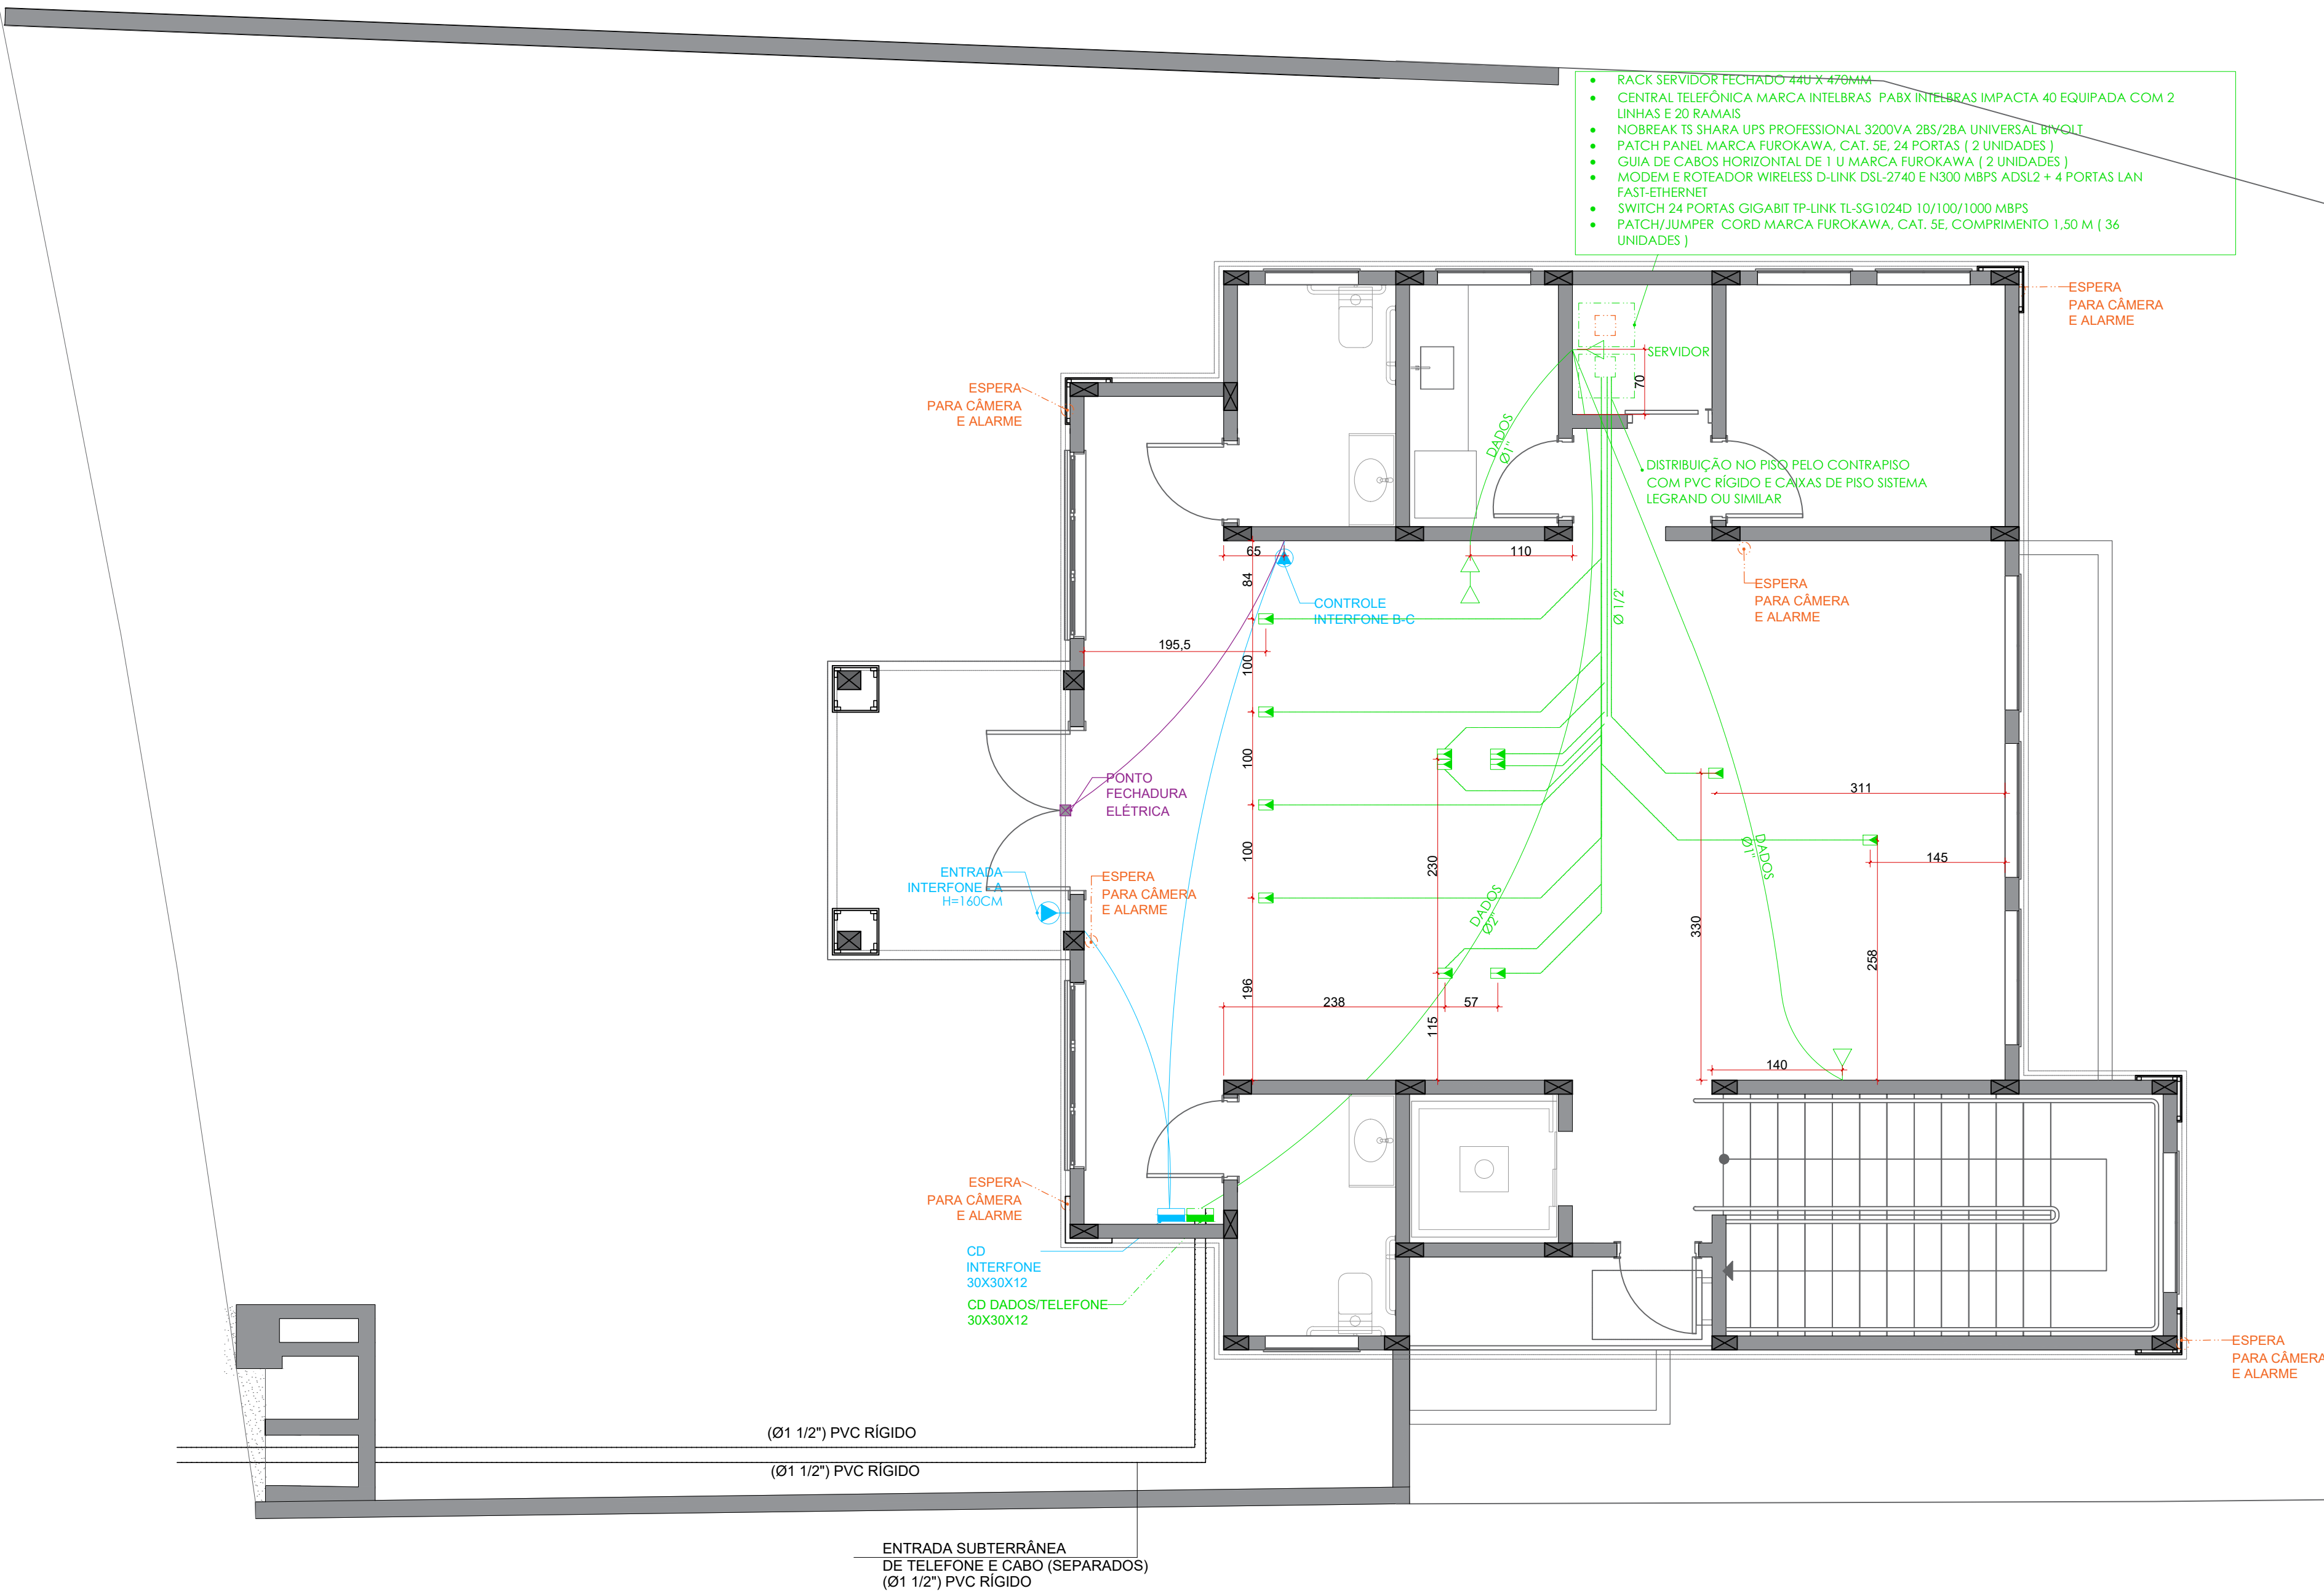 RACK SERVIDOR FECHADO 44U X 470MM
CENTRAL TELEFÔNICA MARCA INTELBRAS PABX INTELBRAS IMPACTA 40 EQUIPADA COM 2
LINHAS E 20 RAMAIS
NOBREAK TS SHARA UPS PROFESSIONAL 3200VA 2BS/2BA UNIVERSAL BIVOLT
PATCH PANEL MARCA FUROKAWA, CAT. 5E, 24 PORTAS ( 2 UNIDADES )
GUIA DE CABOS HORIZONTAL DE 1 U MARCA FUROKAWA ( 2 UNIDADES )
MODEM E ROTEADOR WIRELESS D-LINK DSL-2740 E N300 MBPS ADSL2 + 4 PORTAS LAN
FAST-ETHERNET
SWITCH 24 PORTAS GIGABIT TP-LINK TL-SG1024D 10/100/1000 MBPS
PATCH/JUMPER CORD MARCA FUROKAWA, CAT. 5E, COMPRIMENTO 1.50 M ( 36
UNIDADES )
ESPERA
PARA CÂMERA
E ALARME
SERVIDOR
70
ESPERA
PARA CÂMERA
E ALARME
DADOS
Ø1"
DISTRIBUIÇÃO NO PISO PELO CONTRAPISO
COM PVC RÍGIDO E CAIXAS DE PISO SISTEMA
LEGRAND OU SIMILAR
65
110
84
CONTROLE
INTERFONE B-C
Ø 1/2'
ESPERA
PARA CÂMERA
E ALARME
195,5
100
100
PONTO
FECHADURA
ELÉTRICA
311
100
230
DADOS
Ø1"
145
ENTRADA
INTERFONE - A
H=160CM
ESPERA
PARA CÂMERA
E ALARME
DADOS
Ø2"
330
258
196
238
57
115
140
ESPERA
PARA CÂMERA
E ALARME
CD
INTERFONE
30X30X12
CD DADOS/TELEFONE
30X30X12
ESPERA
PARA CÂMERA
E ALARME
(Ø1 1/2") PVC RÍGIDO
(Ø1 1/2") PVC RÍGIDO
ENTRADA SUBTERRÂNEA
DE TELEFONE E CABO (SEPARADOS)
(Ø1 1/2") PVC RÍGIDO